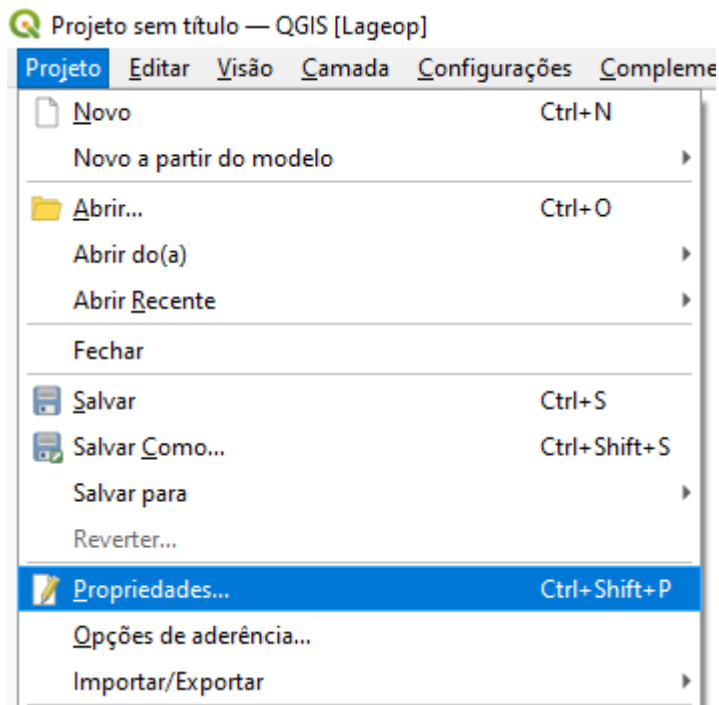 Projeto sem título — QGIS [Lageop]
Projeto Editar Visão Camada Configurações Compleme
Novo Ctrl+N
Novo a partir do modelo
Abrir... Ctrl+O
Abrir do(a)
Abrir Recente
Fechar
Salvar Ctrl+S
Salvar Como... Ctrl+Shift+S
Salvar para
Reverter...
Propriedades... Ctrl+Shift+P
Opções de aderência...
Importar/Exportar